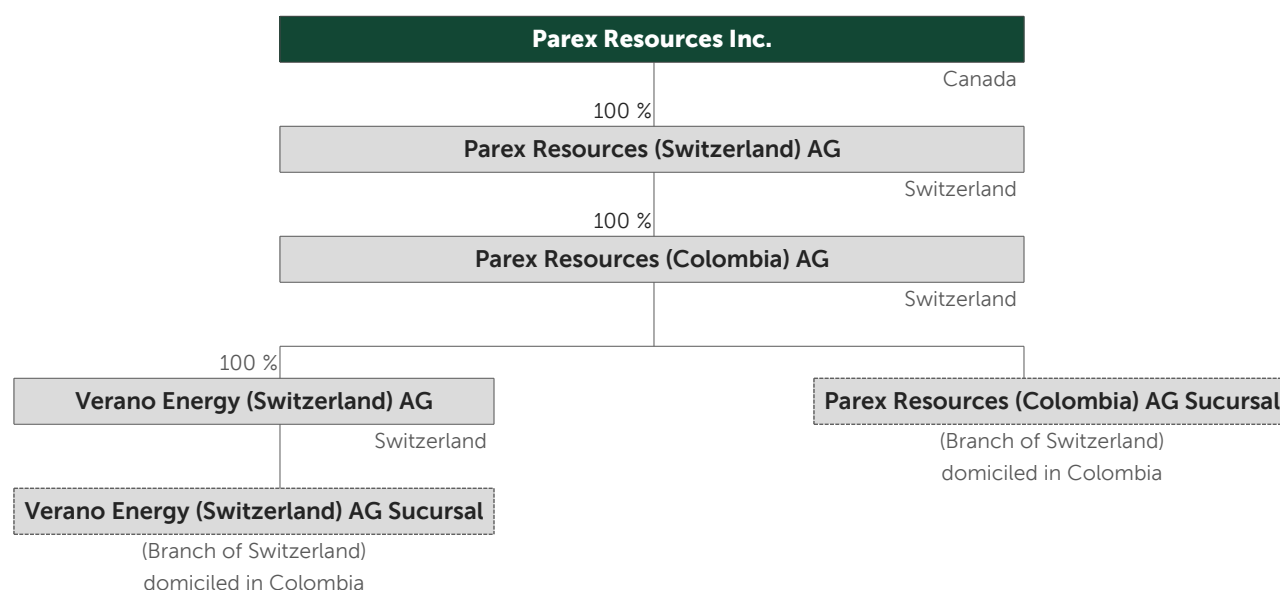 Parex Resources Inc.
Canada
100 %
Parex Resources (Switzerland) AG
Switzerland
100 %
Parex Resources (Colombia) AG
Switzerland
100 %
Verano Energy (Switzerland) AG
Switzerland
Parex Resources (Colombia) AG Sucursal
(Branch of Switzerland)
domiciled in Colombia
Verano Energy (Switzerland) AG Sucursal
(Branch of Switzerland)
domiciled in Colombia